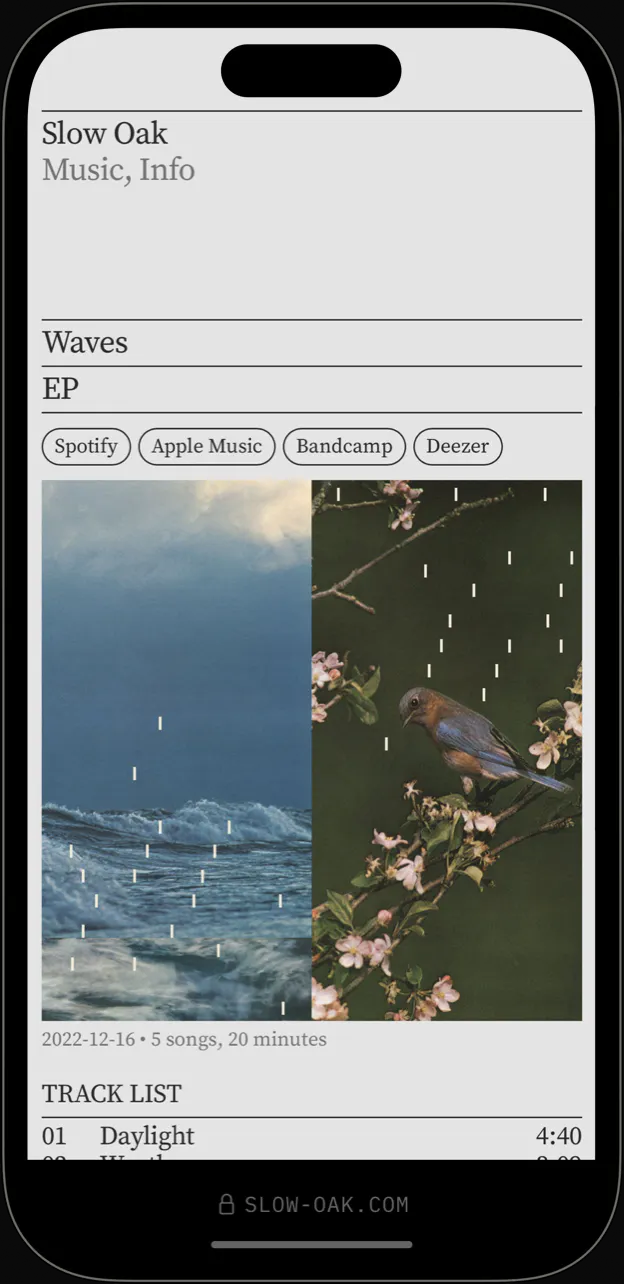 Slow Oak
Music, Info
Waves
EP
Spotify Apple Music Bandcamp Deezer
2022-12-16 • 5 songs, 20 minutes
TRACK LIST
01 Daylight 4:40
SLOW-OAK.COM